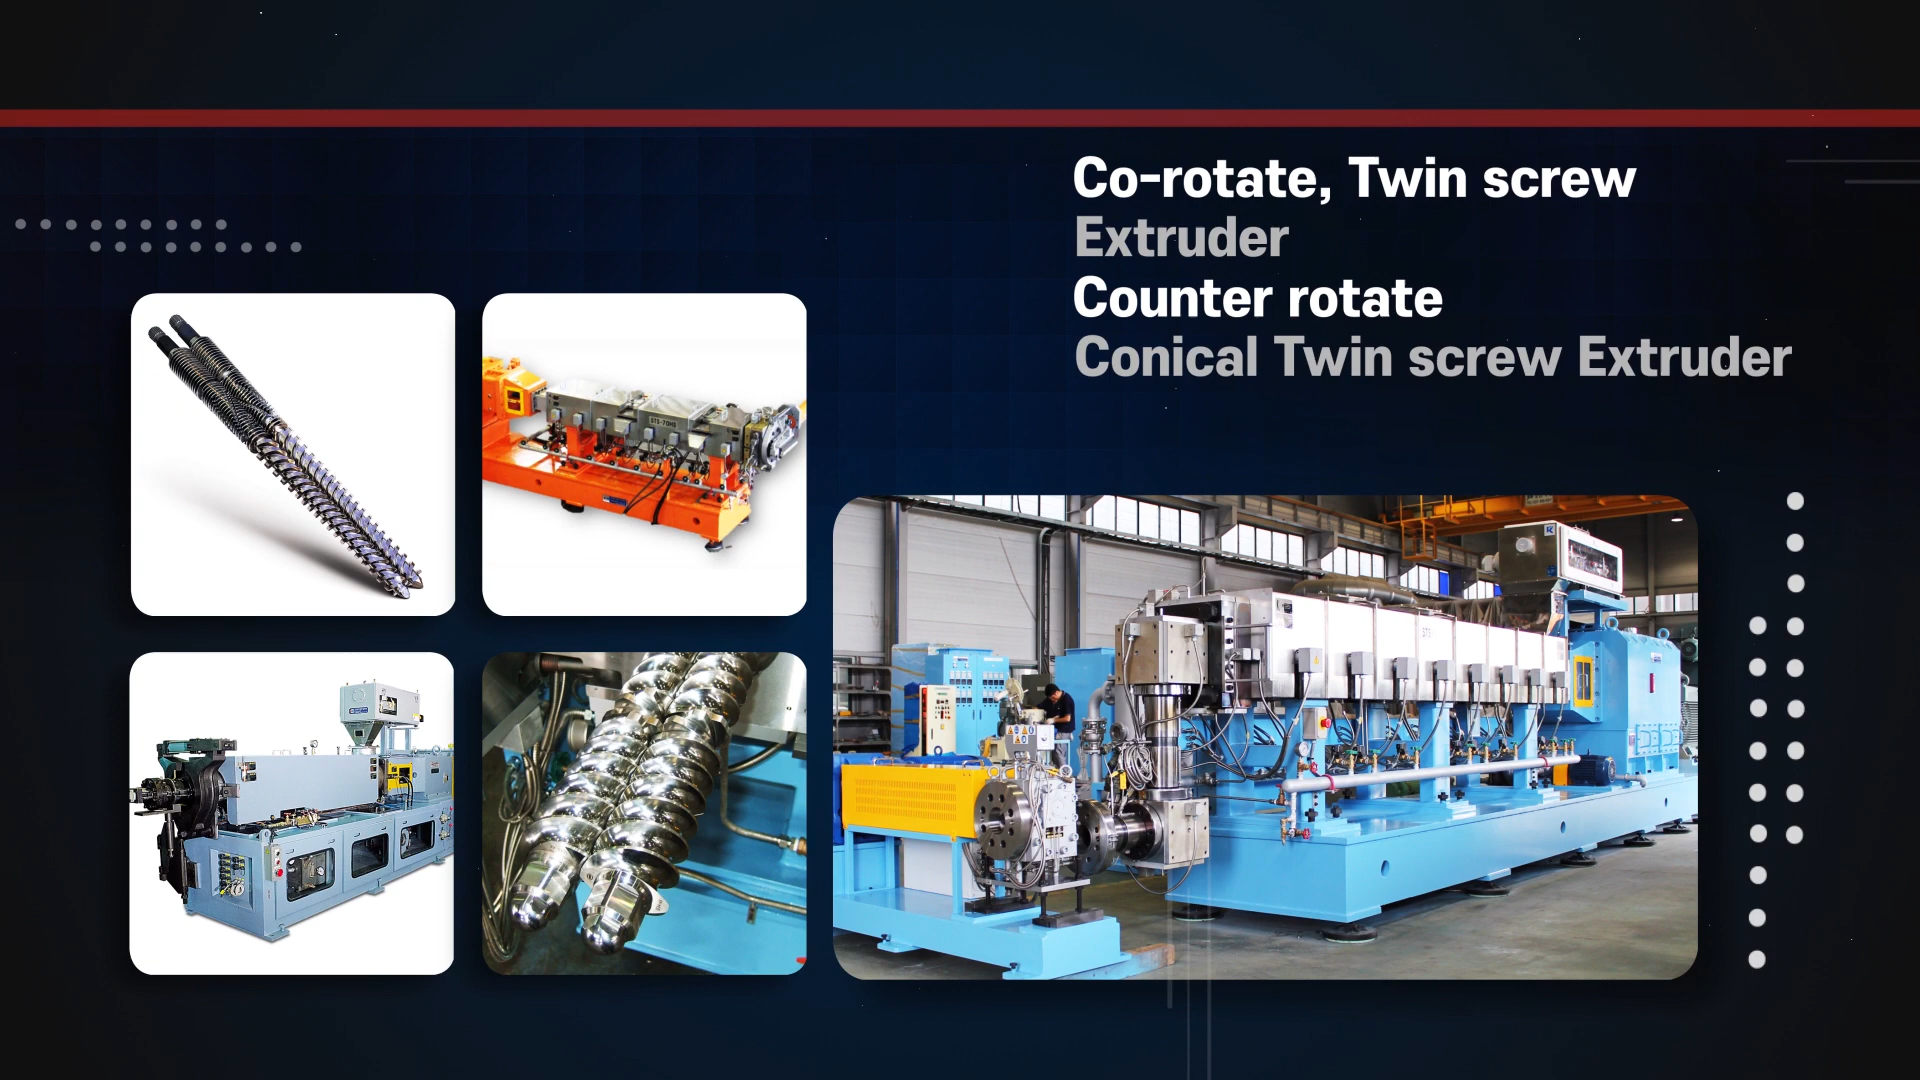 Co-rotate, Twin screw
Extruder
Counter rotate
Conical Twin screw Extruder